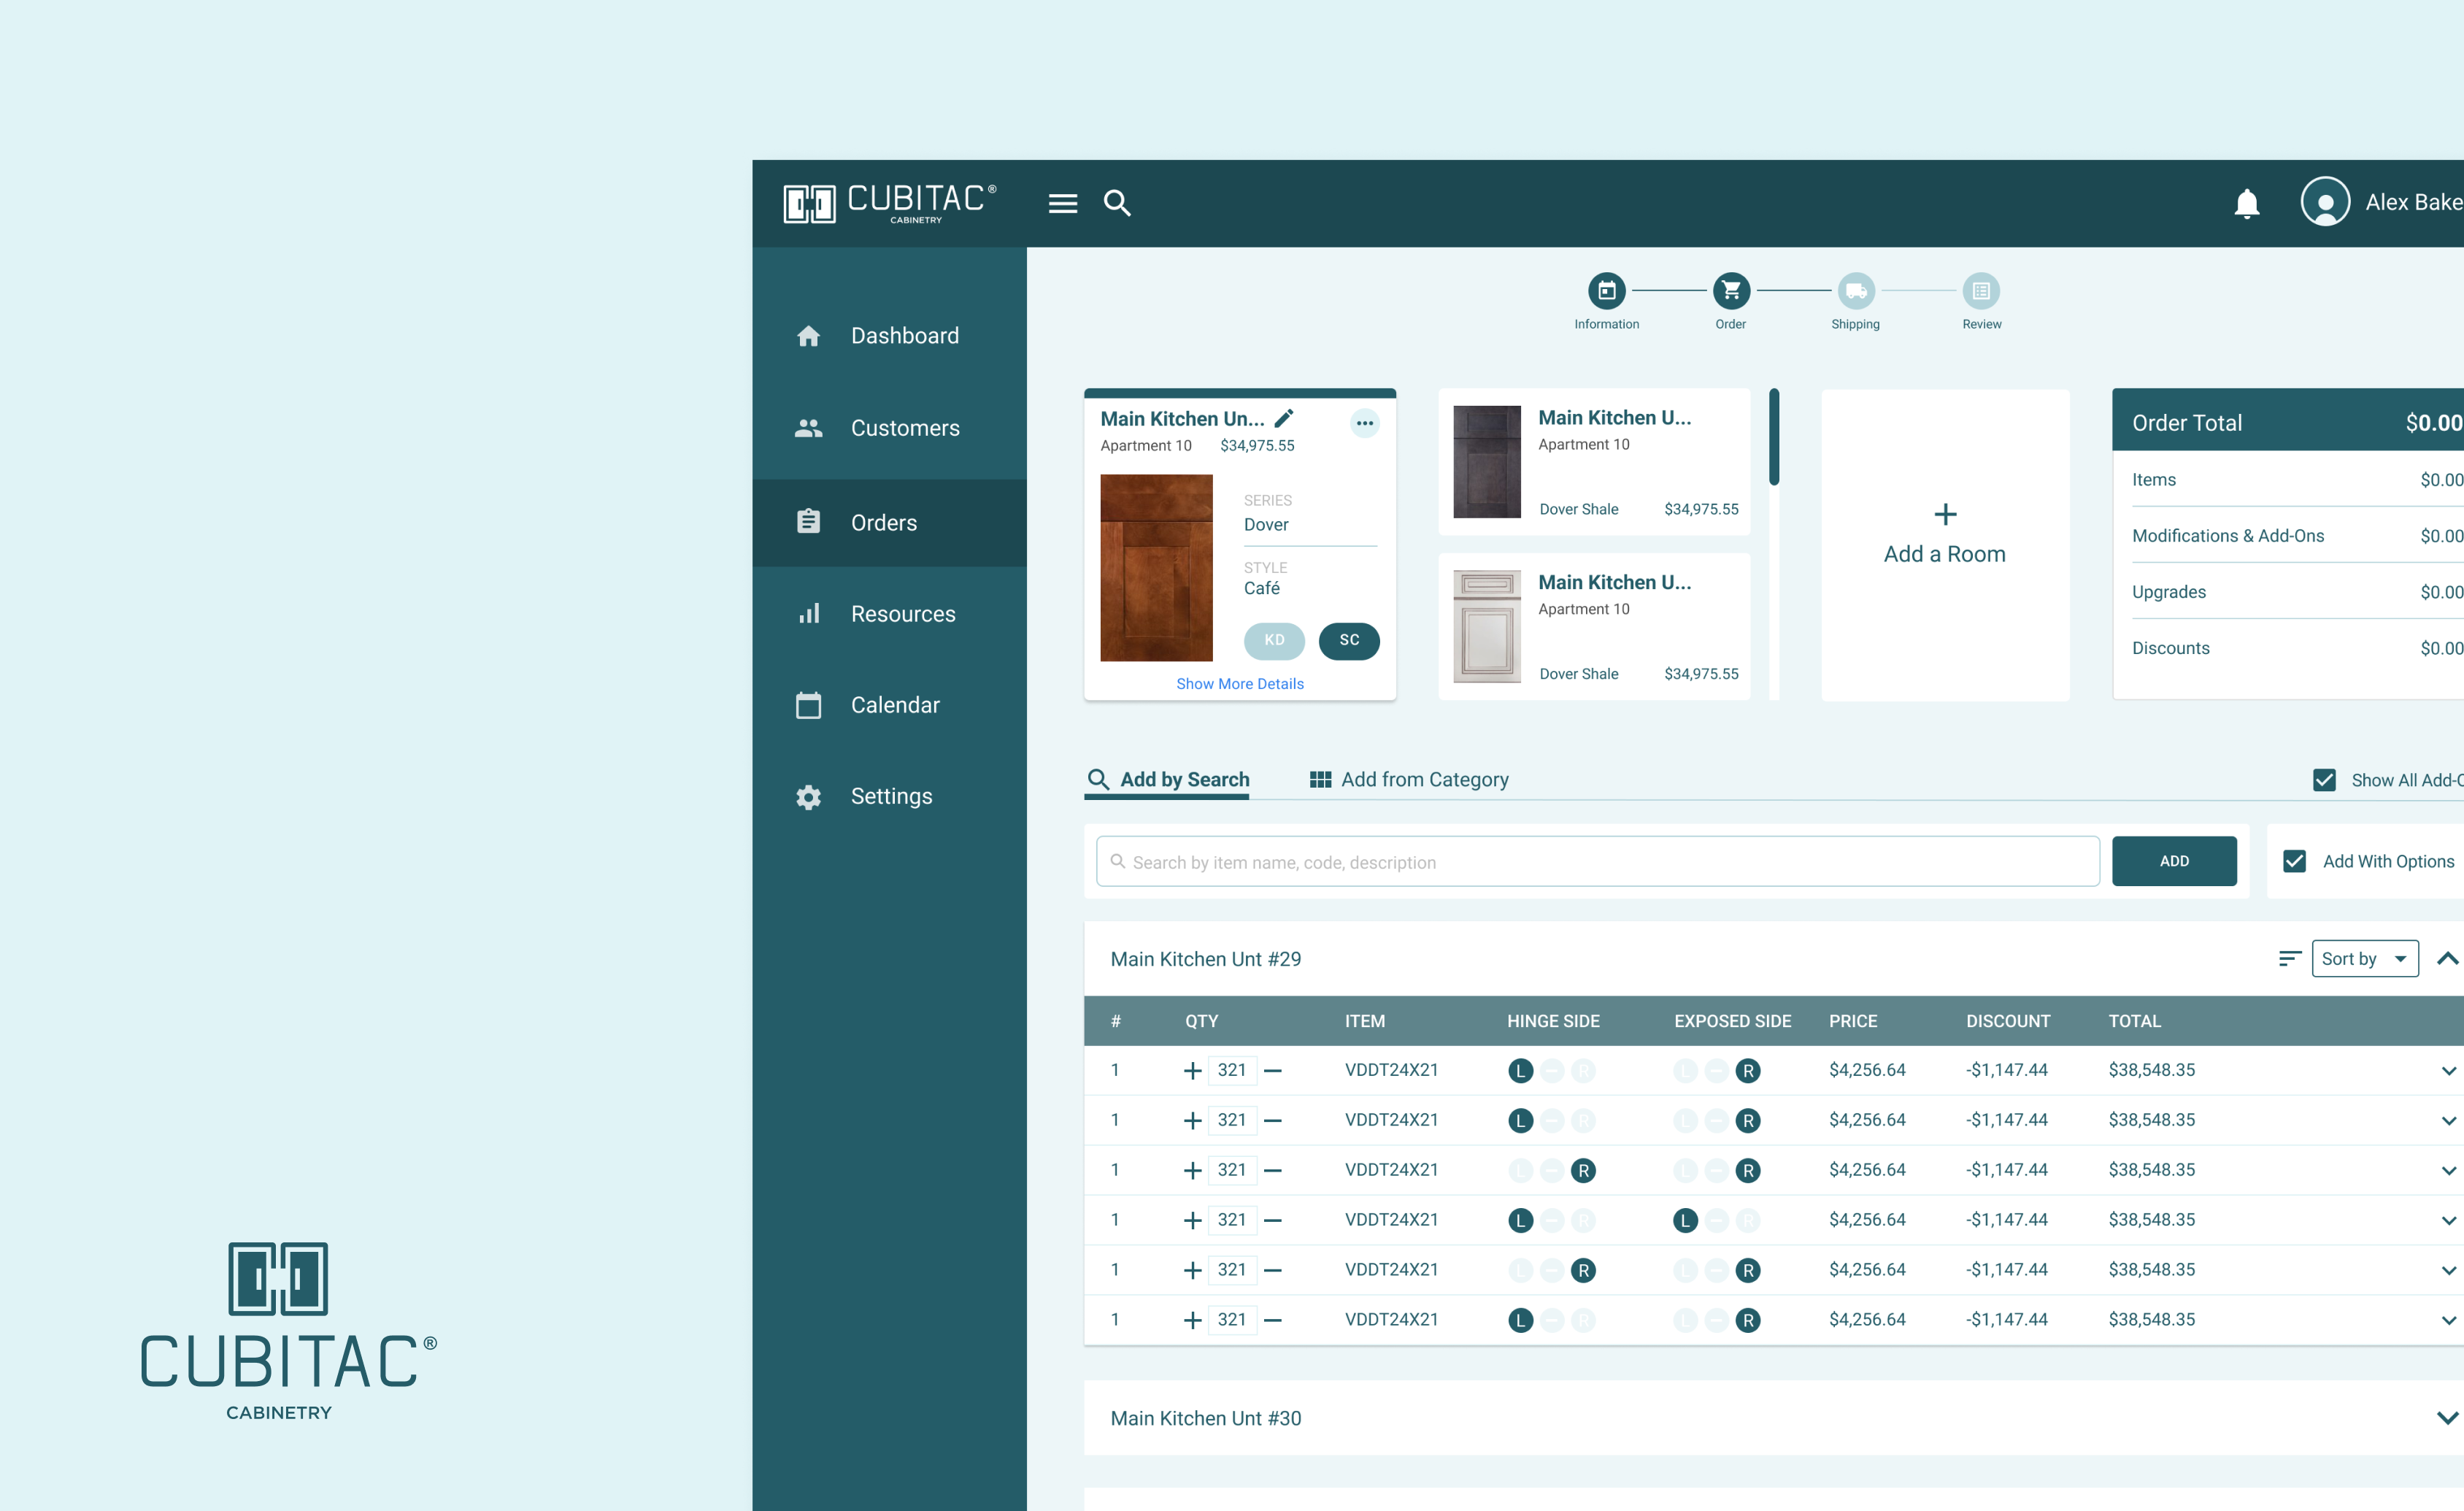 CUBITAC®
CABINETRY
Alex Bake
Dashboard
Customers
Orders
Resources
Calendar
Settings
Information
Order
Shipping
Review
Main Kitchen Un...
Apartment 10 $34,975.55
SERIES
Dover
STYLE
Café
KD SC
Show More Details
Main Kitchen U...
Apartment 10
Dover Shale $34,975.55
Main Kitchen U...
Apartment 10
Dover Shale $34,975.55
+
Add a Room
Order Total $0.00
Items $0.00
Modifications & Add-Ons $0.00
Upgrades $0.00
Discounts $0.00
Add by Search
Add from Category
Show All Add-O
Search by item name, code, description
ADD
Add With Options
Main Kitchen Unt #29
Sort by
# QTY ITEM HINGE SIDE EXPOSED SIDE PRICE DISCOUNT TOTAL
1 + 321 − VDDT24X21 L − R L − R $4,256.64 -$1,147.44 $38,548.35
1 + 321 − VDDT24X21 L − R L − R $4,256.64 -$1,147.44 $38,548.35
1 + 321 − VDDT24X21 L − R L − R $4,256.64 -$1,147.44 $38,548.35
1 + 321 − VDDT24X21 L − R L − R $4,256.64 -$1,147.44 $38,548.35
1 + 321 − VDDT24X21 L − R L − R $4,256.64 -$1,147.44 $38,548.35
1 + 321 − VDDT24X21 L − R L − R $4,256.64 -$1,147.44 $38,548.35
Main Kitchen Unt #30
CUBITAC®
CABINETRY